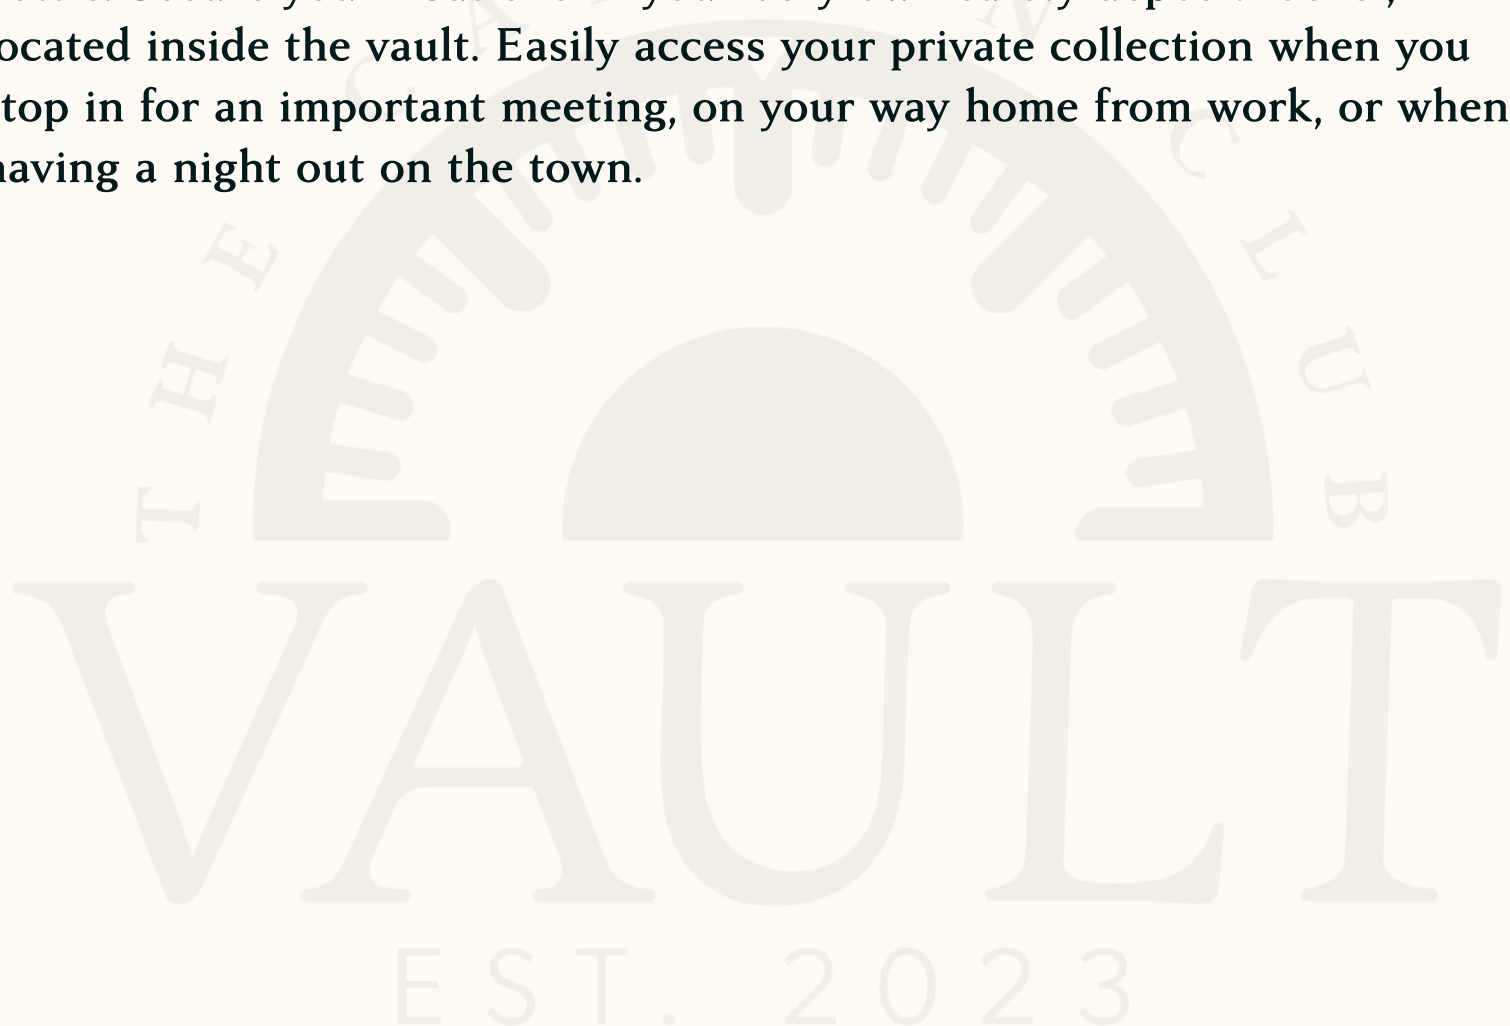 ocated inside the vault. Easily access your private collection when you
top in for an important meeting, on your way home from work, or when
having a night out on the town.
THE
CLUB
VAULT
EST. 2023